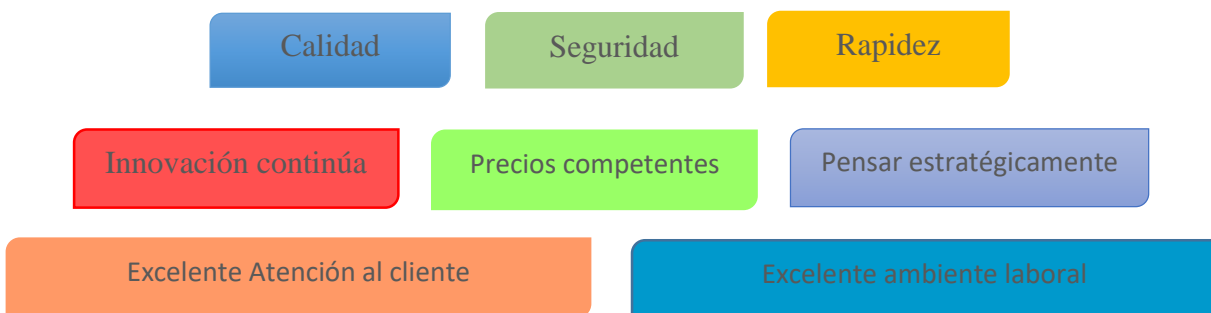 Calidad
Seguridad
Rapidez
Innovación continúa
Precios competentes
Pensar estratégicamente
Excelente Atención al cliente
Excelente ambiente laboral